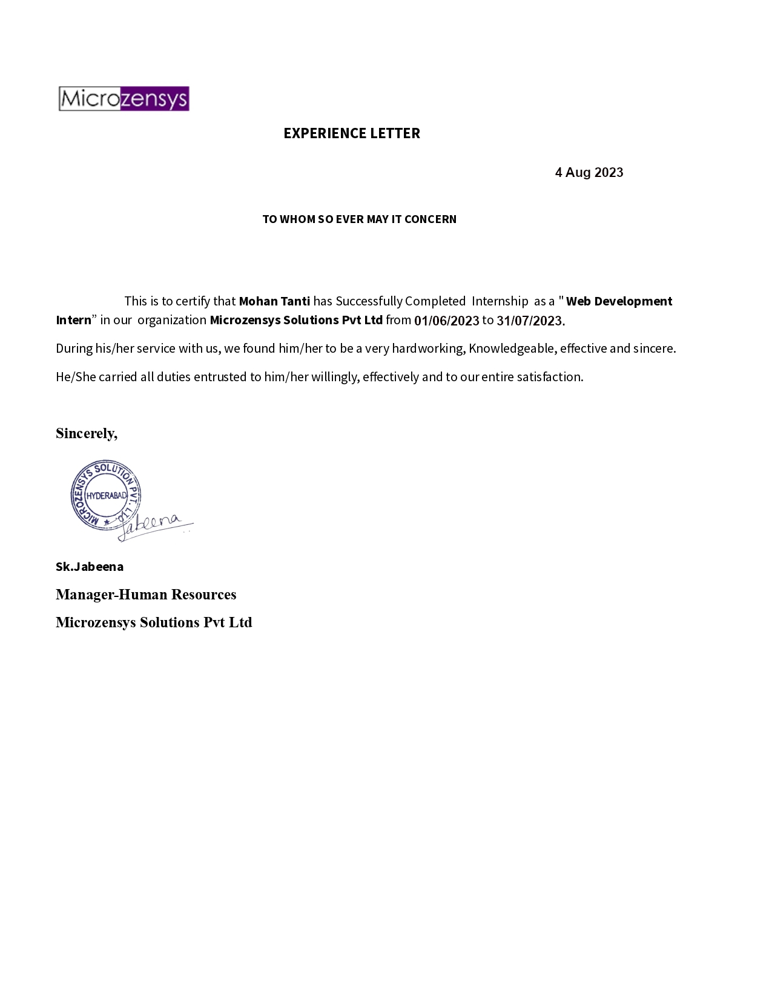 Microzensys
EXPERIENCE LETTER
4 Aug 2023
TO WHOM SO EVER MAY IT CONCERN
This is to certify that Mohan Tanti has Successfully Completed Internship as a " Web Development
Intern” in our organization Microzensys Solutions Pvt Ltd from 01/06/2023 to 31/07/2023.
During his/her service with us, we found him/her to be a very hardworking, Knowledgeable, effective and sincere.
He/She carried all duties entrusted to him/her willingly, effectively and to our entire satisfaction.
Sincerely,
MICROZENSYS SOLUTION PVT. LTD.
HYDERABAD
Jabeena
Sk.Jabeena
Manager-Human Resources
Microzensys Solutions Pvt Ltd